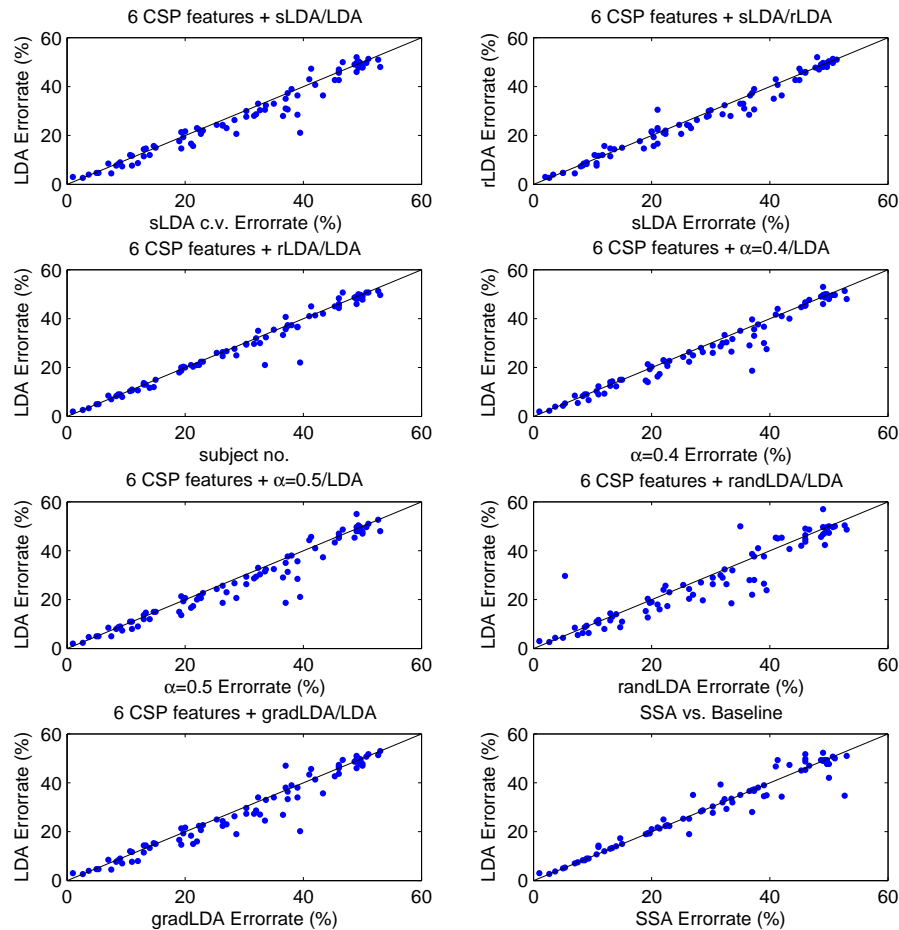 6 CSP features + sLDA/LDA
60
40
20
0
0 20 40 60
LDA Errorrate (%)
sLDA c.v. Errorrate (%)
6 CSP features + sLDA/rLDA
60
40
20
0
0 20 40 60
rLDA Errorrate (%)
sLDA Errorrate (%)
6 CSP features + rLDA/LDA
60
40
20
0
0 20 40 60
LDA Errorrate (%)
subject no.
6 CSP features + α=0.4/LDA
60
40
20
0
0 20 40 60
LDA Errorrate (%)
α=0.4 Errorrate (%)
6 CSP features + α=0.5/LDA
60
40
20
0
0 20 40 60
LDA Errorrate (%)
α=0.5 Errorrate (%)
6 CSP features + randLDA/LDA
60
40
20
0
0 20 40 60
LDA Errorrate (%)
randLDA Errorrate (%)
6 CSP features + gradLDA/LDA
60
40
20
0
0 20 40 60
LDA Errorrate (%)
gradLDA Errorrate (%)
SSA vs. Baseline
60
40
20
0
0 20 40 60
LDA Errorrate (%)
SSA Errorrate (%)